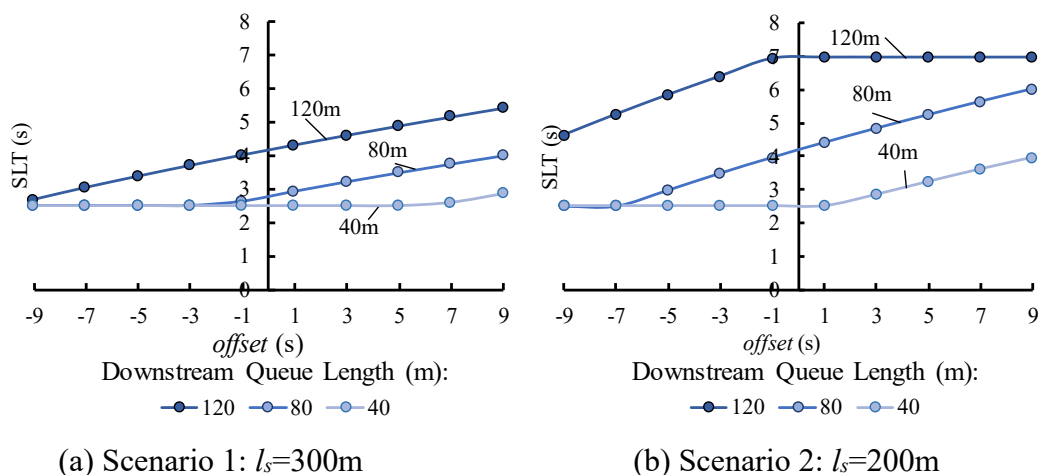 8
7
6
5
4
3
2
1
0
SLT (s)
120m
80m
40m
-9 -7 -5 -3 -1 1 3 5 7 9
offset (s)
Downstream Queue Length (m):
120 80 40
(a) Scenario 1: ls=300m
8
7
6
5
4
3
2
1
0
SLT (s)
120m
80m
40m
-9 -7 -5 -3 -1 1 3 5 7 9
offset (s)
Downstream Queue Length (m):
120 80 40
(b) Scenario 2: ls=200m